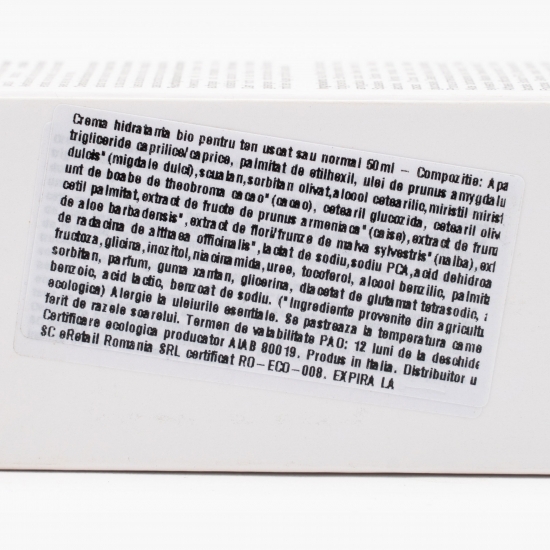 Crema hidratanta bio pentru ten uscat sau normal 50ml - Compozitie: Apa
trigliceride caprilice/caprice, palmitat de etilhexil, ulei de prunus amygdalu
dulcis* (migdale dulci),scualan,sorbitan olivat,alcool cetearilic,miristil mirist
unt de boabe de theobroma cacao* (cacao), cetearil glucozida, cetearil oliv
cetil palmitat,extract de fructe de prunus armeniaca* (caise),extract de frunz
de aloe barbadensis*,extract de flori/frunze de malva sylvestris* (nalba),ext
de radacina de althaea officinalis*,lactat de sodiu,sodiu PCA,acid dehidroa
fructoza,glicina,inozitol,niacinamida,uree, tocoferol, alcool benzilic, palmita
sorbitan, parfum, guma xantan, glicerina, diacetat de glutamat tetrasodic, a
benzoic, acid lactic, benzoat de sodiu. (*Ingrediente provenite din agricultu
ecologica) Alergie la uleiurile esentiale. Se pastreaza la temperatura came
ferit de razele soarelui. Termen de valabilitate PAO: 12 luni de la deschide
Certificare ecologica producator AIAB 80019. Produs in Italia. Distribuitor u
SC eRetail Romania SRL certificat RO-ECO-008. EXPIRA LA